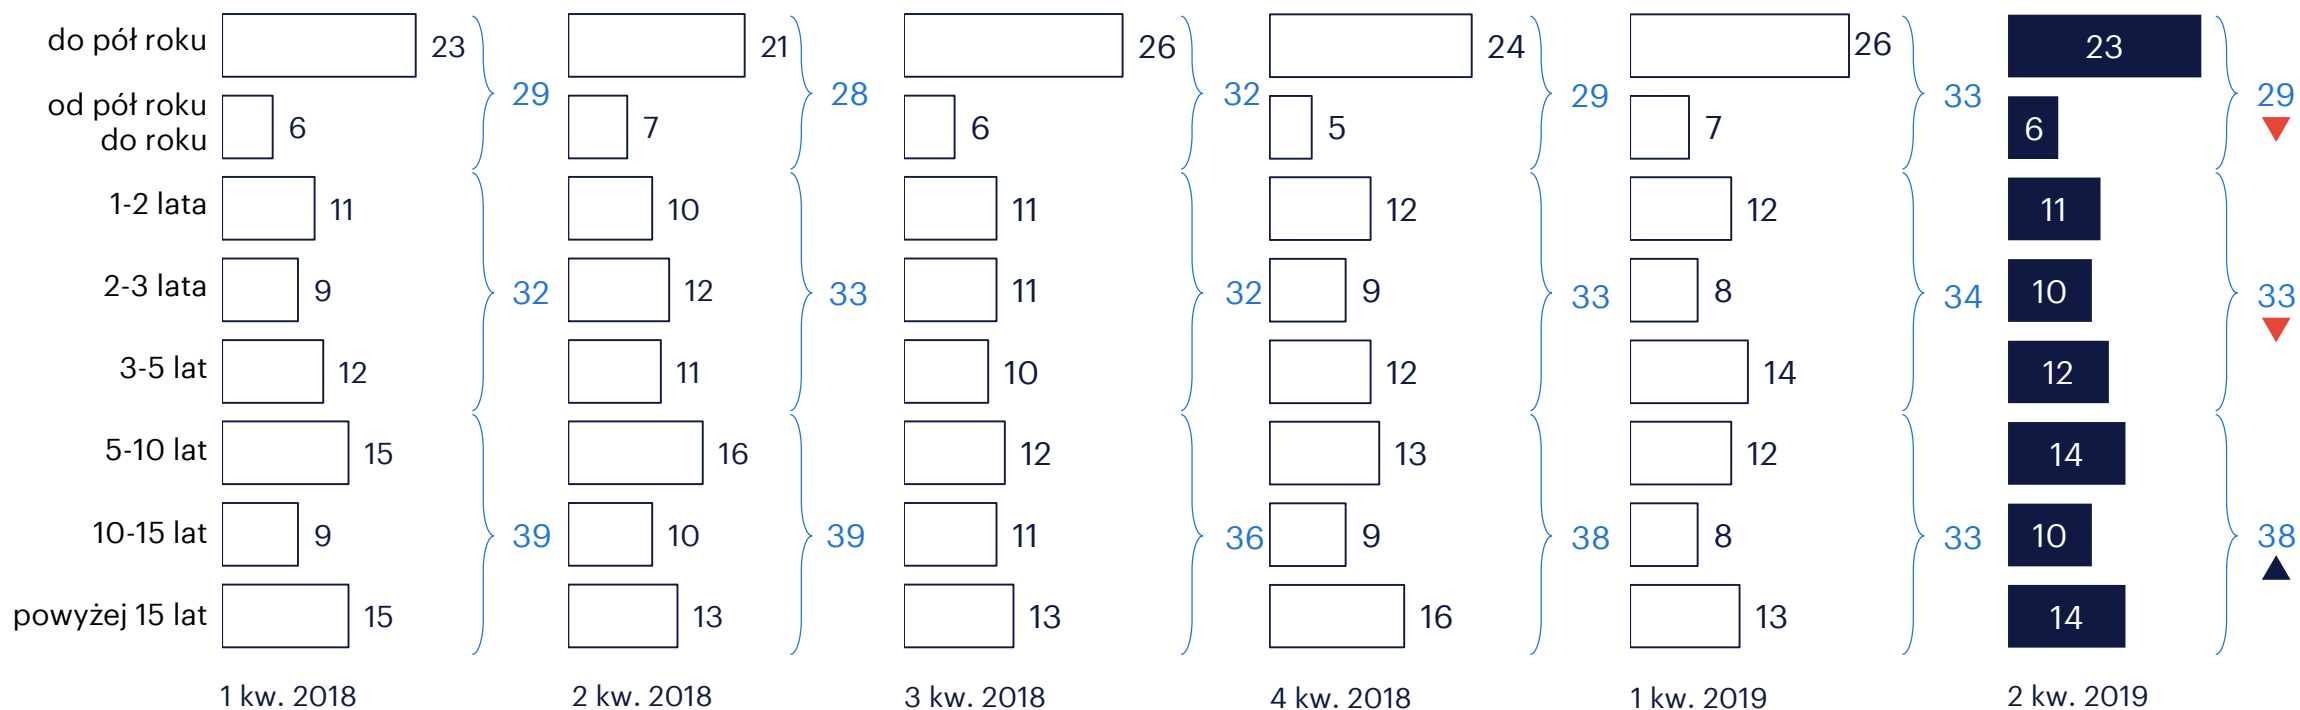 do pół roku 23 21 26 24 26 23
29 28 32 29 33 29
od pół roku
do roku 6 7 6 5 7 6
1-2 lata 11 10 11 12 12 11
2-3 lata 9 12 11 9 8 10
32 33 32 33 34 33
3-5 lat 12 11 10 12 14 12
5-10 lat 15 16 12 13 12 14
10-15 lat 9 10 11 9 8 10
39 39 36 38 33 38
powyżej 15 lat 15 13 13 16 13 14
1 kw. 2018 2 kw. 2018 3 kw. 2018 4 kw. 2018 1 kw. 2019 2 kw. 2019